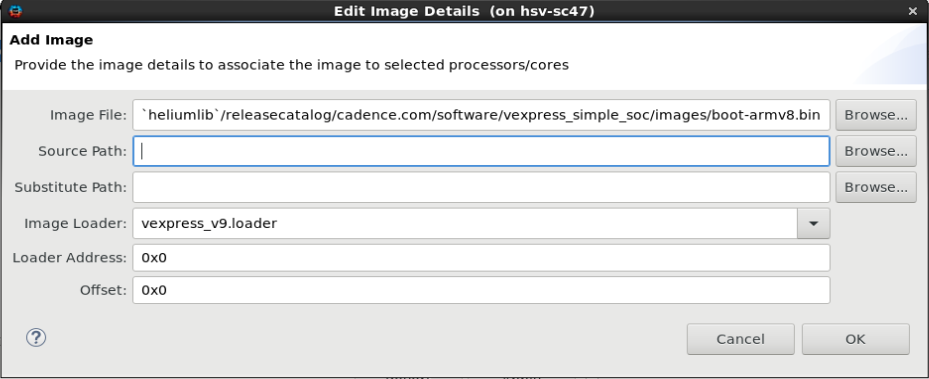 Edit Image Details (on hsv-sc47)
Add Image
Provide the image details to associate the image to selected processors/cores
Image File: `heliumlib`/releasecatalog/cadence.com/software/vexpress_simple_soc/images/boot-armv8.bin Browse...
Source Path: Browse...
Substitute Path: Browse...
Image Loader: vexpress_v9.loader
Loader Address: 0x0
Offset: 0x0
? Cancel OK